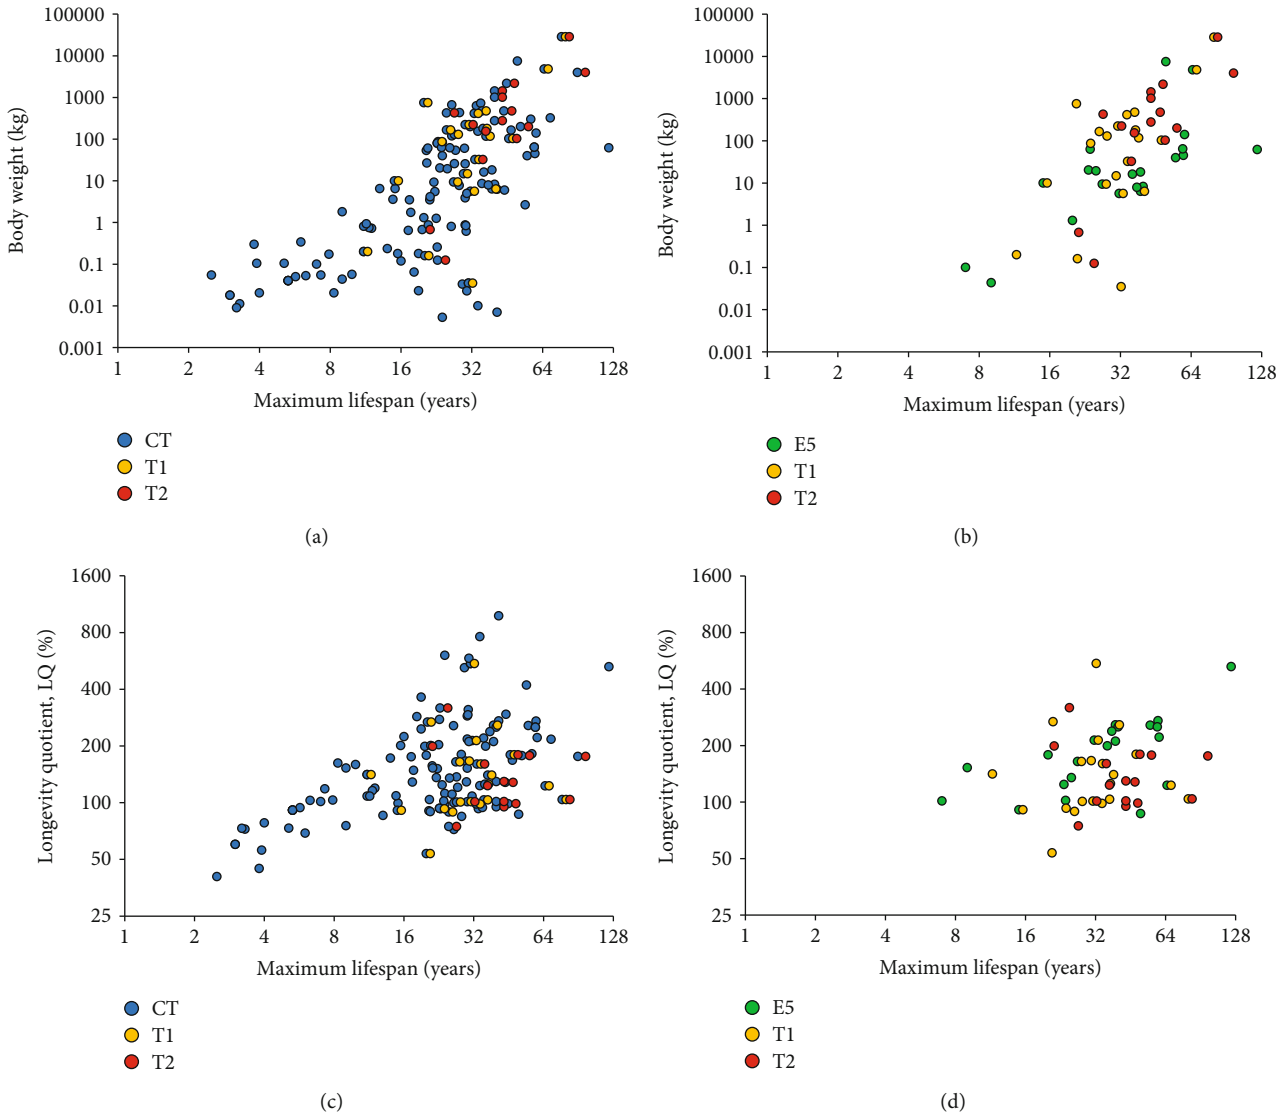 100000
10000
1000
100
10
1
0.1
0.01
0.001
Body weight (kg)
1 2 4 8 16 32 64 128
Maximum lifespan (years)
CT
T1
T2
(a)
100000
10000
1000
100
10
1
0.1
0.01
0.001
Body weight (kg)
1 2 4 8 16 32 64 128
Maximum lifespan (years)
E5
T1
T2
(b)
1600
800
400
200
100
50
25
Longevity quotient, LQ (%)
1 2 4 8 16 32 64 128
Maximum lifespan (years)
CT
T1
T2
(c)
1600
800
400
200
100
50
25
Longevity quotient, LQ (%)
1 2 4 8 16 32 64 128
Maximum lifespan (years)
E5
T1
T2
(d)